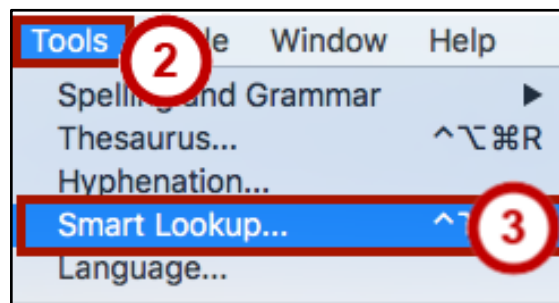 Tools 2 Window Help
Spelling and Grammar ▶
Thesaurus... ^⌥⌘R
Hyphenation...
Smart Lookup... 3
Language...